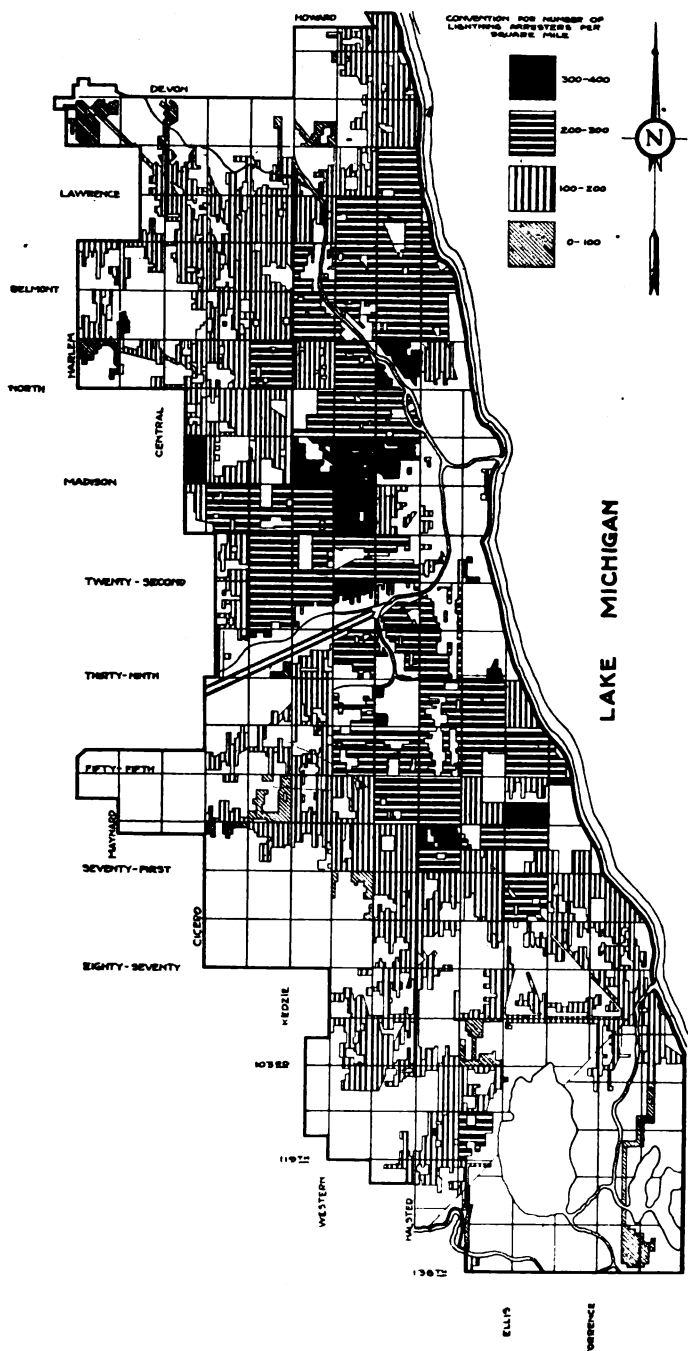 HOWARD
CONVENTION FOR NUMBER OF
LIGHTNING ARRESTERS PER
SQUARE MILE
300-400
200-300
100-200
0-100
N
DEVON
LAWRENCE
BELMONT
HARLEM
NORTH
CENTRAL
MADISON
TWENTY-SECOND
LAKE MICHIGAN
THIRTY-NINTH
FIFTY-FIFTH
MAYNARD
SEVENTY-FIRST
CICERO
EIGHTY-SEVENTY
KEDZIE
103RD
119TH
WESTERN
HALSTED
138TH
ELLIS
ORRENCE